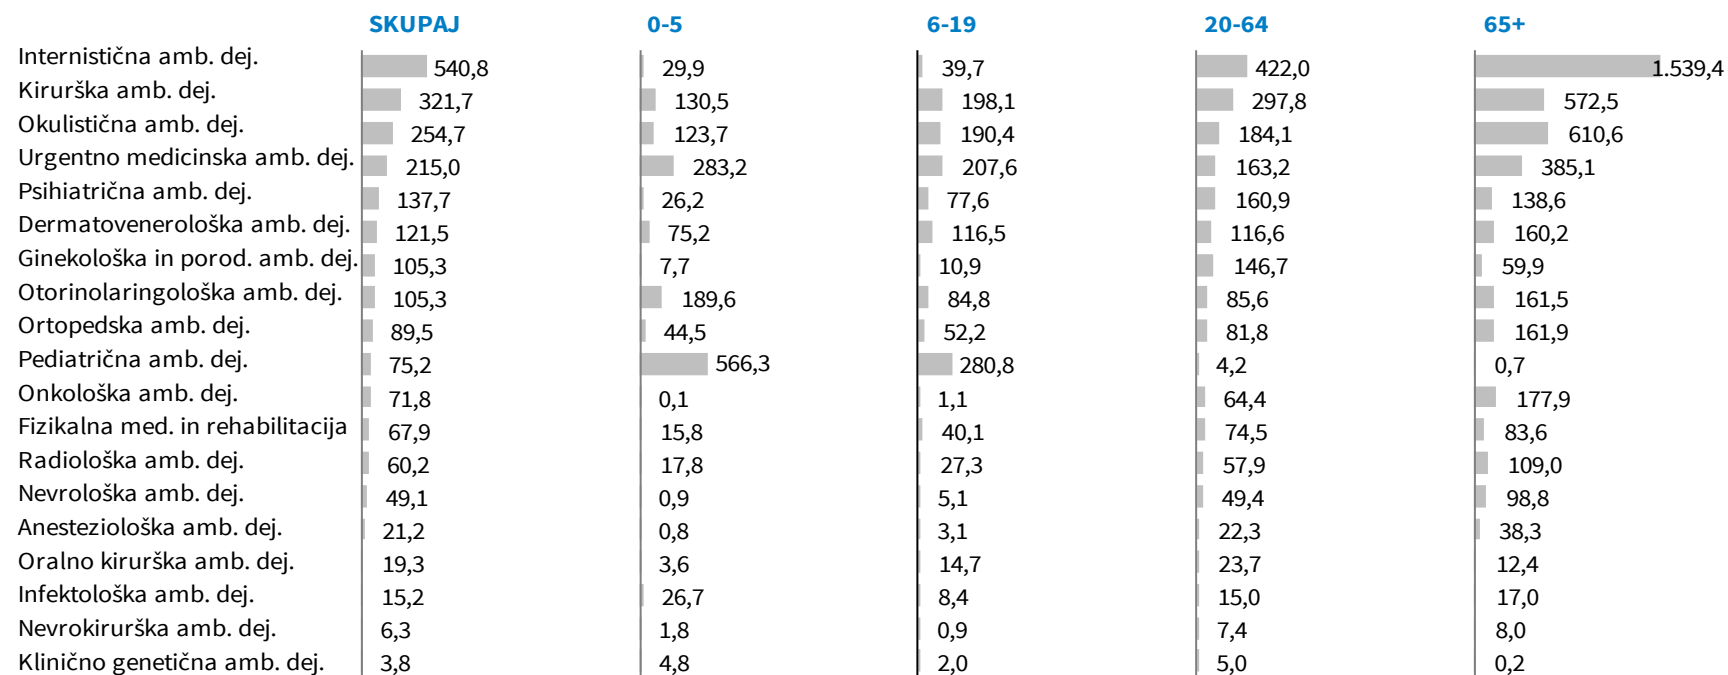 SKUPAJ 0-5 6-19 20-64 65+
Internistična amb. dej. 540,8 29,9 39,7 422,0 1.539,4
Kirurška amb. dej. 321,7 130,5 198,1 297,8 572,5
Okulistična amb. dej. 254,7 123,7 190,4 184,1 610,6
Urgentno medicinska amb. dej. 215,0 283,2 207,6 163,2 385,1
Psihiatrična amb. dej. 137,7 26,2 77,6 160,9 138,6
Dermatovenerološka amb. dej. 121,5 75,2 116,5 116,6 160,2
Ginekološka in porod. amb. dej. 105,3 7,7 10,9 146,7 59,9
Otorinolaringološka amb. dej. 105,3 189,6 84,8 85,6 161,5
Ortopedska amb. dej. 89,5 44,5 52,2 81,8 161,9
Pediatrična amb. dej. 75,2 566,3 280,8 4,2 0,7
Onkološka amb. dej. 71,8 0,1 1,1 64,4 177,9
Fizikalna med. in rehabilitacija 67,9 15,8 40,1 74,5 83,6
Radiološka amb. dej. 60,2 17,8 27,3 57,9 109,0
Nevrološka amb. dej. 49,1 0,9 5,1 49,4 98,8
Anesteziološka amb. dej. 21,2 0,8 3,1 22,3 38,3
Oralno kirurška amb. dej. 19,3 3,6 14,7 23,7 12,4
Infektološka amb. dej. 15,2 26,7 8,4 15,0 17,0
Nevrokirurška amb. dej. 6,3 1,8 0,9 7,4 8,0
Klinično genetična amb. dej. 3,8 4,8 2,0 5,0 0,2